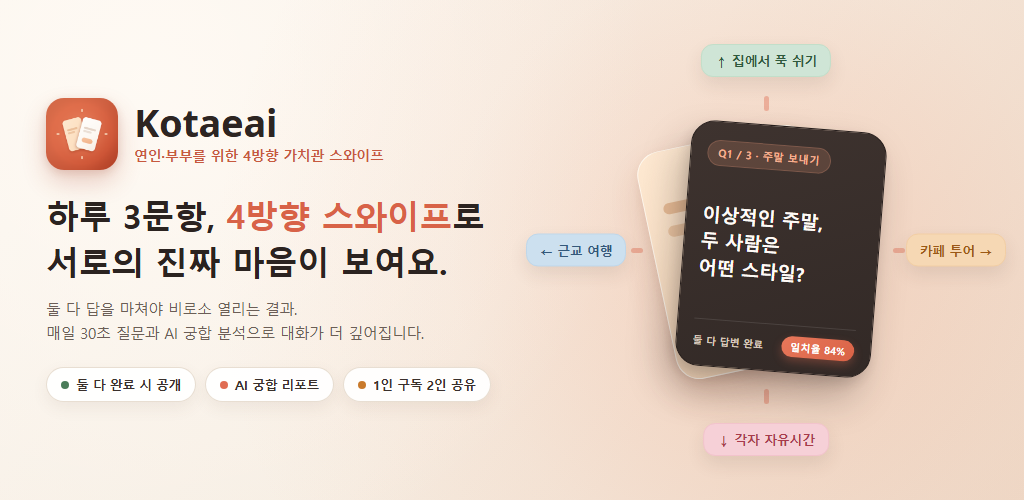 Kotaeai
연인·부부를 위한 4방향 가치관 스와이프
하루 3문항, 4방향 스와이프로
서로의 진짜 마음이 보여요.
둘 다 답을 마쳐야 비로소 열리는 결과.
매일 30초 질문과 AI 궁합 분석으로 대화가 더 깊어집니다.
둘 다 완료 시 공개
AI 궁합 리포트
1인 구독 2인 공유
↑ 집에서 푹 쉬기
← 근교 여행
Q1 / 3 · 주말 보내기
이상적인 주말,
두 사람은
어떤 스타일?
둘 다 답변 완료
일치율 84%
카페 투어 →
↓ 각자 자유시간